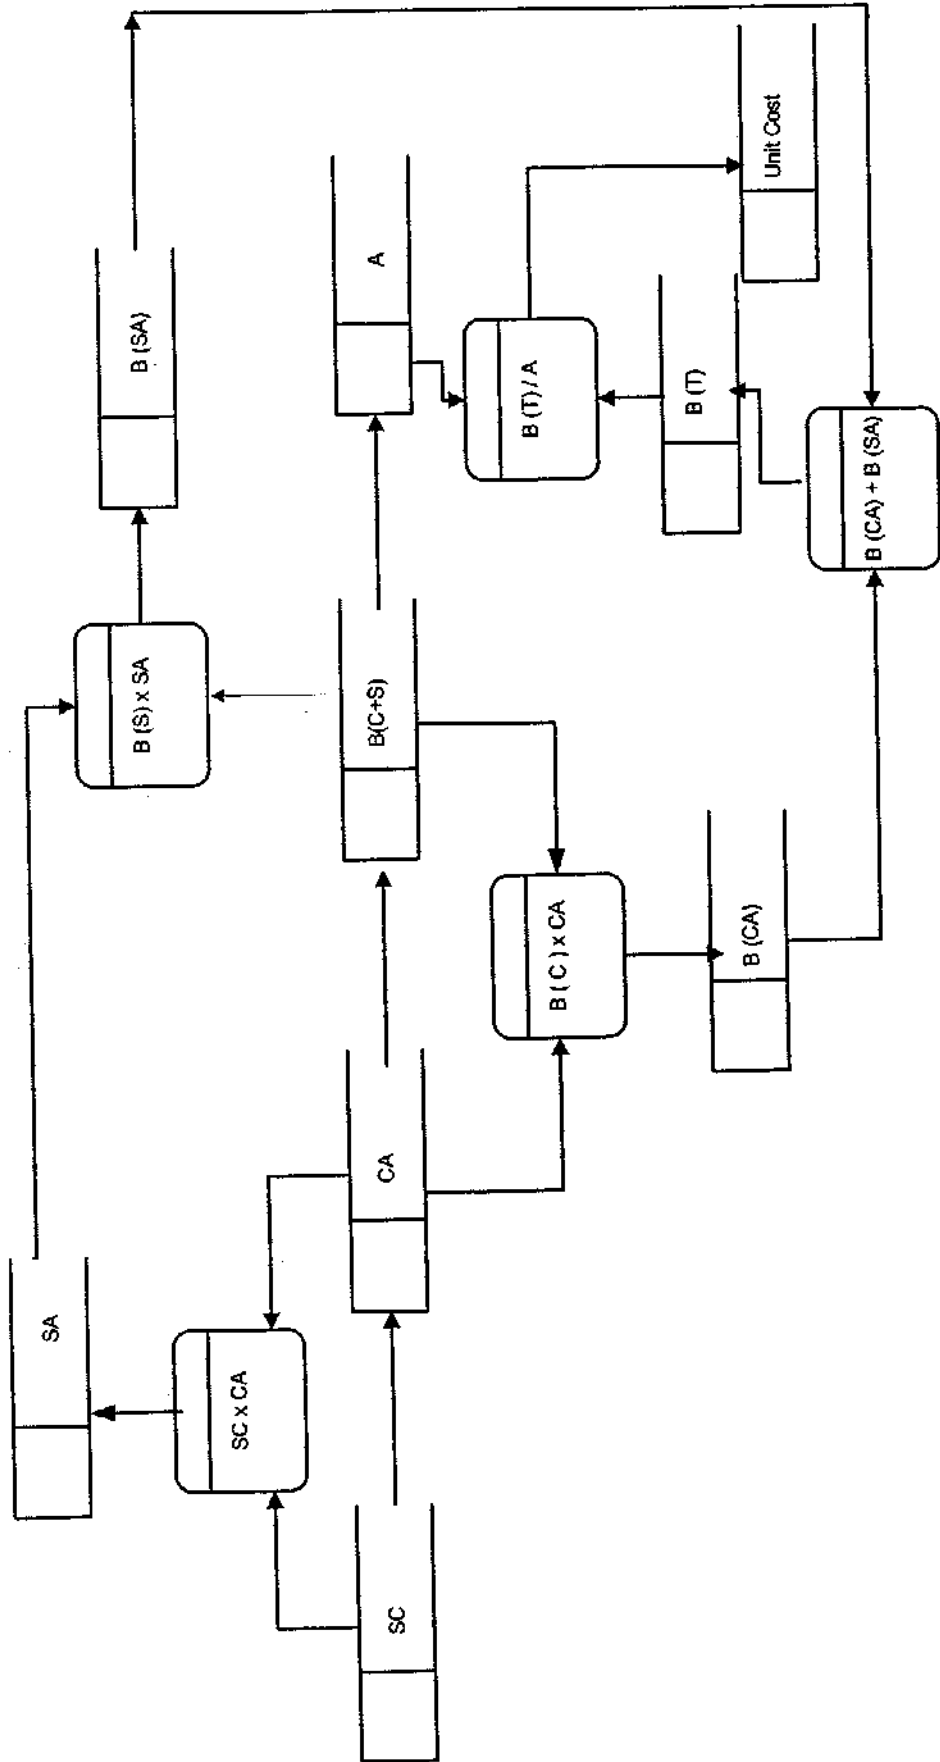 SA
B (S) x SA
B (SA)
SC x CA
SC
CA
B(C+S)
A
B ( C ) x CA
B (T) / A
B (CA)
B (T)
Unit Cost
B (CA) + B (SA)